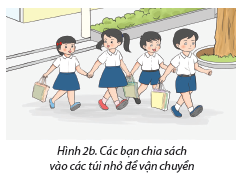 Hình 2b. Các bạn chia sách
vào các túi nhỏ để vận chuyển